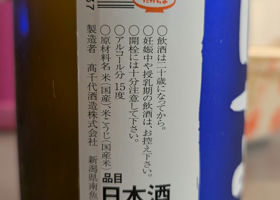 ○飲酒は二十歳になってから。
○妊娠中や授乳期の飲酒は、お控え下さい。
○開栓には十分注意して下さい。
○アルコール分 15度
○原材料名 米(国産)、米こうじ(国産米)
製造者 高千代酒造株式会社 新潟県南魚
品目
日本酒
57